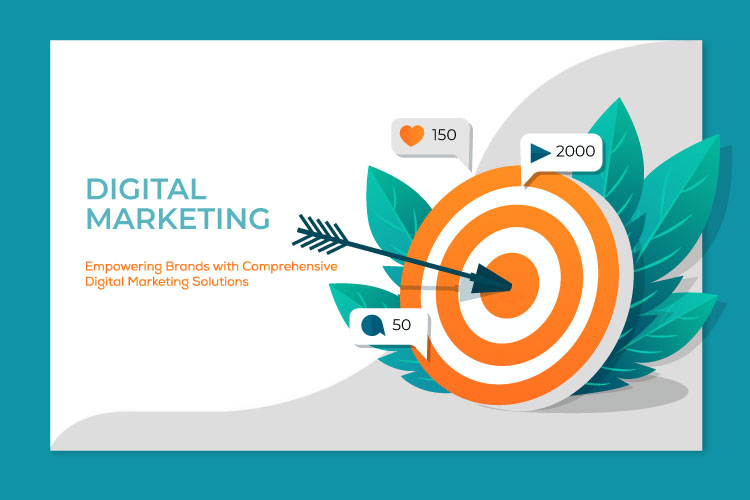 150
2000
DIGITAL
MARKETING
Empowering Brands with Comprehensive
Digital Marketing Solutions
50